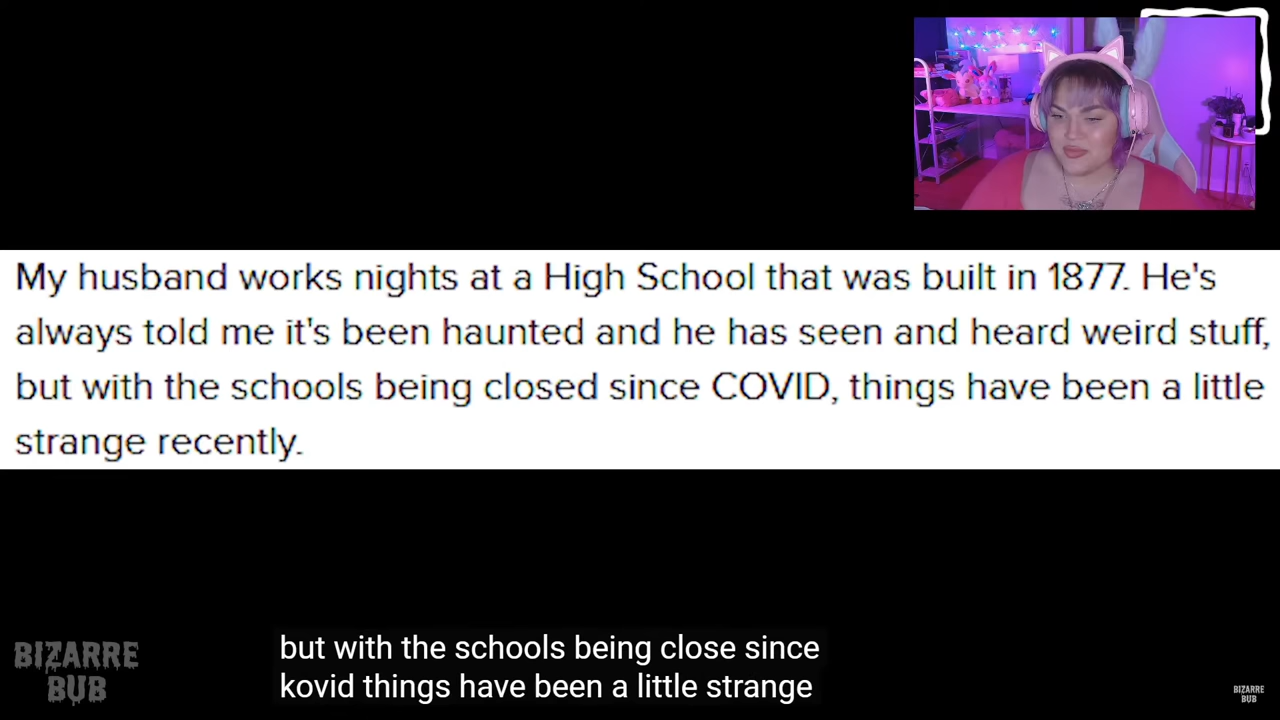 My husband works nights at a High School that was built in 1877. He's
always told me it's been haunted and he has seen and heard weird stuff,
but with the schools being closed since COVID, things have been a little
strange recently.
but with the schools being close since
kovid things have been a little strange
BIZARRE
BUB
BIZARRE
BUB